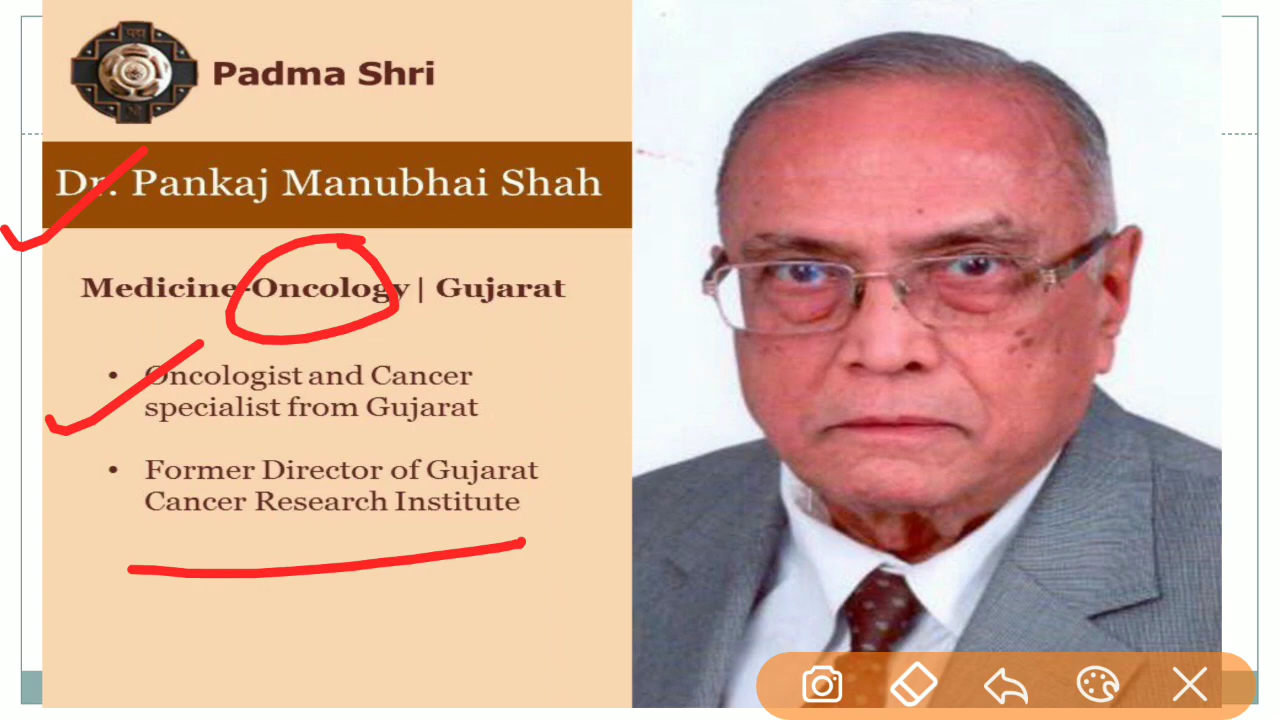 Padma Shri
Dr. Pankaj Manubhai Shah
Medicine-Oncology | Gujarat
• Oncologist and Cancer
specialist from Gujarat
• Former Director of Gujarat
Cancer Research Institute